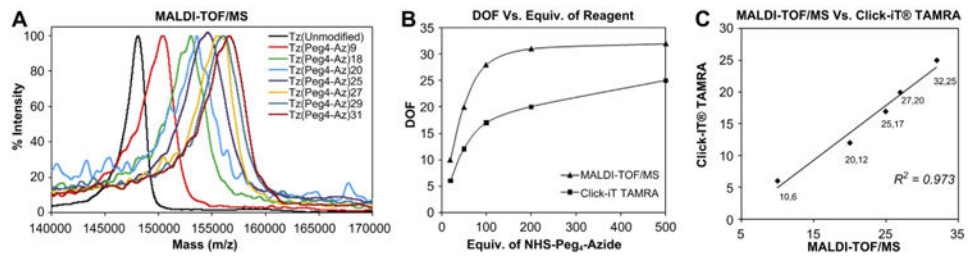 A
MALDI-TOF/MS
% Intensity
100
80
60
40
20
0
140000 145000 150000 155000 160000 165000 170000
Mass (m/z)
Tz(Unmodified)
Tz(Peg4-Az)9
Tz(Peg4-Az)18
Tz(Peg4-Az)20
Tz(Peg4-Az)25
Tz(Peg4-Az)27
Tz(Peg4-Az)29
Tz(Peg4-Az)31
B
DOF Vs. Equiv. of Reagent
DOF
35
30
25
20
15
10
5
0
0 100 200 300 400 500
Equiv. of NHS-Peg₄-Azide
MALDI-TOF/MS
Click-iT TAMRA
C
MALDI-TOF/MS Vs. Click-iT® TAMRA
Click-iT® TAMRA
30
25
20
15
10
5
0
5 15 25 35
MALDI-TOF/MS
32,25
27,20
25,17
20,12
10,6
R² = 0.973